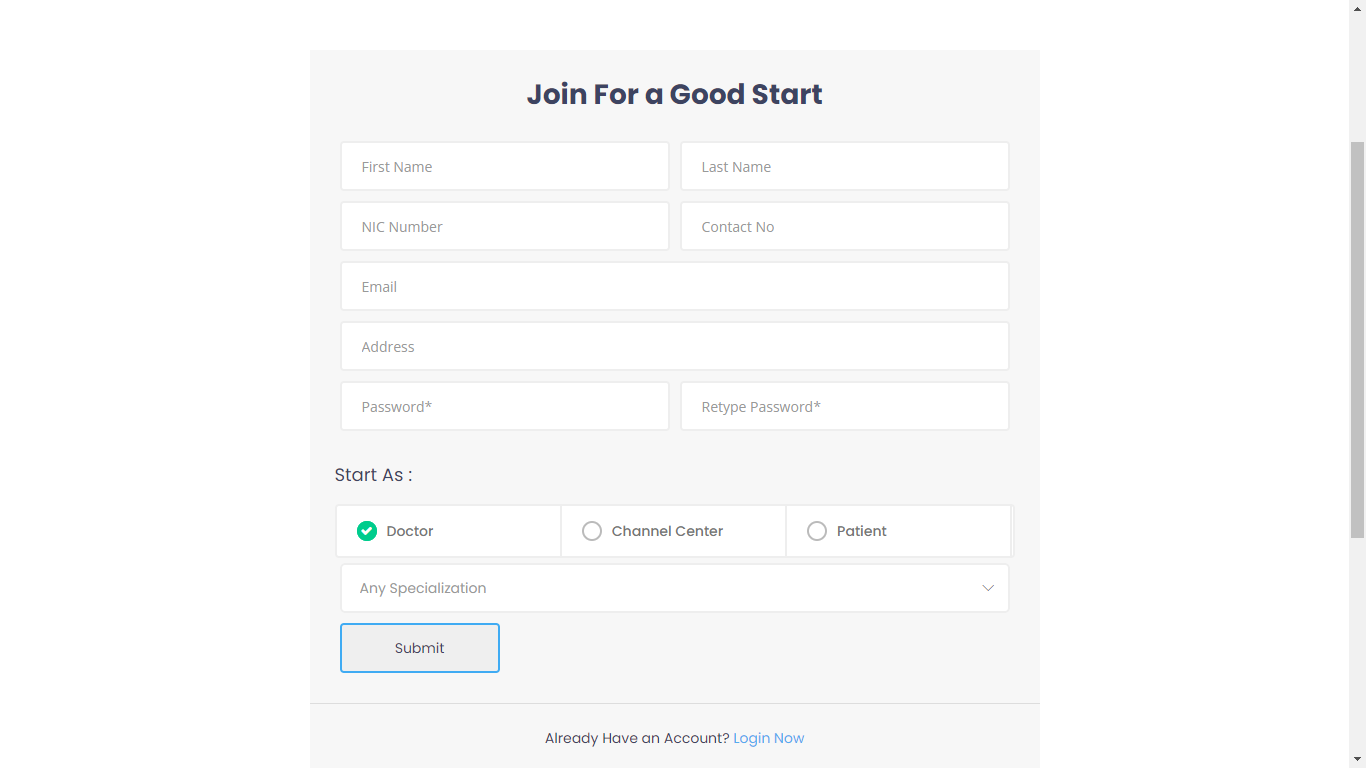 Join For a Good Start
First Name Last Name
NIC Number Contact No
Email
Address
Password* Retype Password*
Start As :
Doctor Channel Center Patient
Any Specialization
Submit
Already Have an Account? Login Now